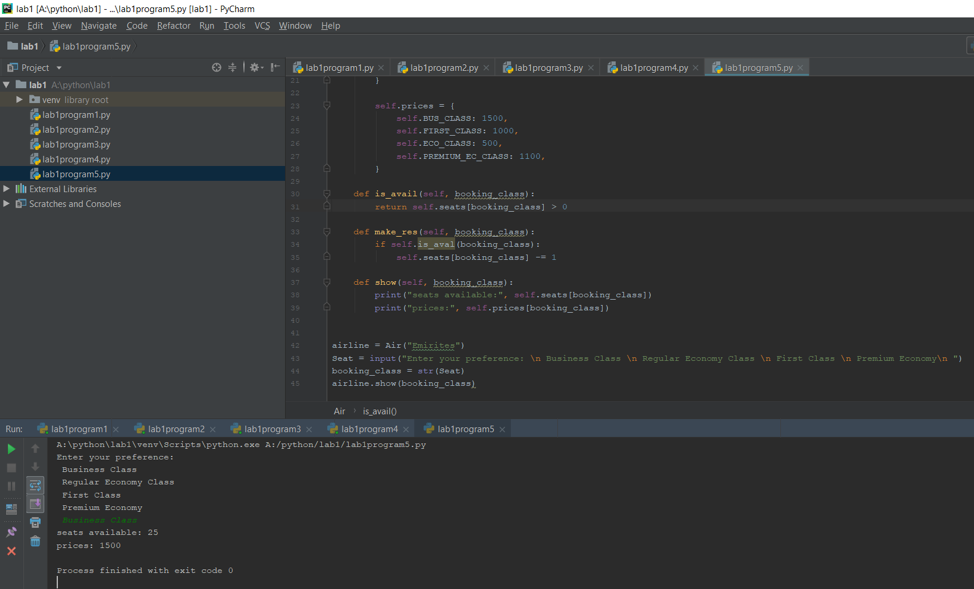 lab1 [A:\python\lab1] - ...\lab1program5.py [lab1] - PyCharm
File Edit View Navigate Code Refactor Run Tools VCS Window Help
lab1 lab1program5.py
Project
lab1program1.py lab1program2.py lab1program3.py lab1program4.py lab1program5.py
lab1 A:\python\lab1
venv library root
lab1program1.py
lab1program2.py
lab1program3.py
lab1program4.py
lab1program5.py
External Libraries
Scratches and Consoles
21 }
22
23 self.prices = {
24 self.BUS_CLASS: 1500,
25 self.FIRST_CLASS: 1000,
26 self.ECO_CLASS: 500,
27 self.PREMIUM_EC_CLASS: 1100,
28 }
29
30 def is_avail(self, booking_class):
31 return self.seats[booking_class] > 0
32
33 def make_res(self, booking_class):
34 if self.is_aval(booking_class):
35 self.seats[booking_class] -= 1
36
37 def show(self, booking_class):
38 print("seats available:", self.seats[booking_class])
39 print("prices:", self.prices[booking_class])
40
41
42 airline = Air("Emirites")
43 Seat = input("Enter your preference: \n Business Class \n Regular Economy Class \n First Class \n Premium Economy\n ")
44 booking_class = str(Seat)
45 airline.show(booking_class)
Air is_avail()
Run: lab1program1 lab1program2 lab1program3 lab1program4 lab1program5
A:\python\lab1\venv\Scripts\python.exe A:/python/lab1/lab1program5.py
Enter your preference:
Business Class
Regular Economy Class
First Class
Premium Economy
Business Class
seats available: 25
prices: 1500
Process finished with exit code 0